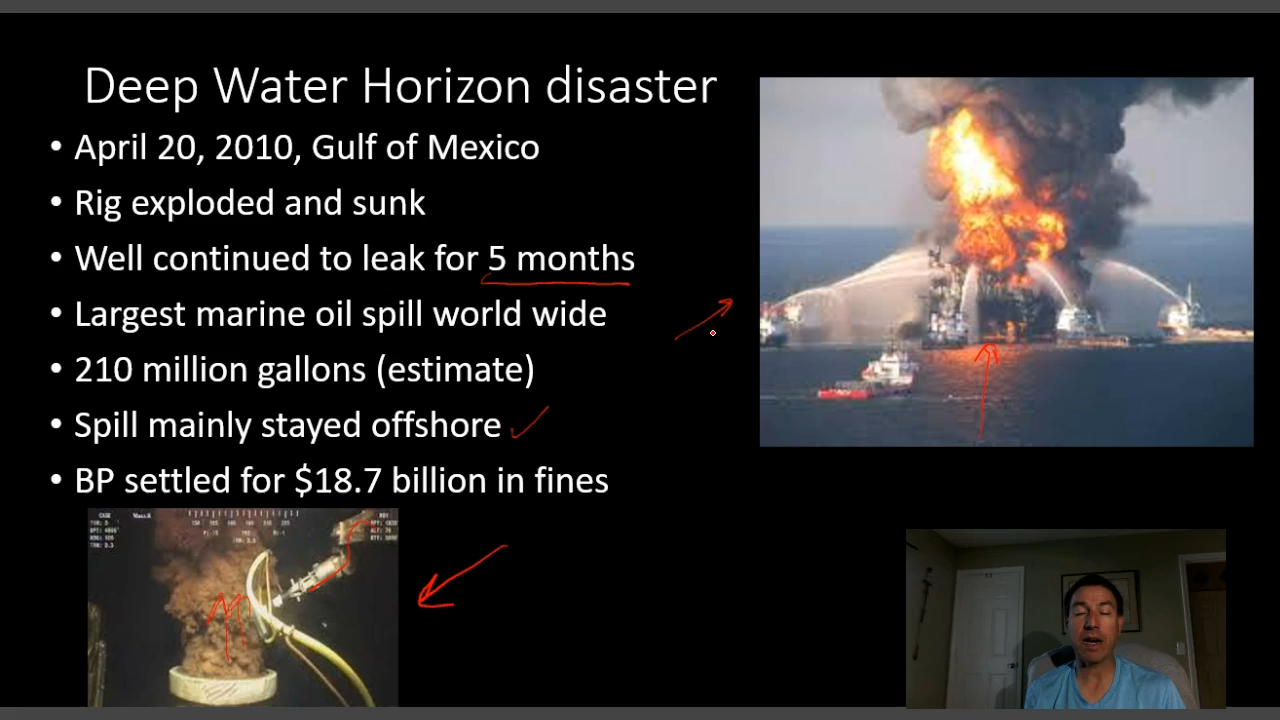 Deep Water Horizon disaster
• April 20, 2010, Gulf of Mexico
• Rig exploded and sunk
• Well continued to leak for 5 months
• Largest marine oil spill world wide
• 210 million gallons (estimate)
• Spill mainly stayed offshore
• BP settled for $18.7 billion in fines